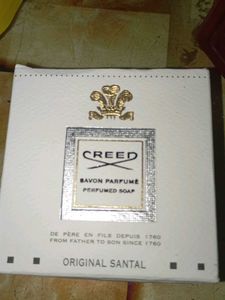 CREED
SAVON PARFUMÉ
PERFUMED SOAP
DE PÈRE EN FILS DEPUIS 1760
FROM FATHER TO SON SINCE 1760
ORIGINAL SANTAL